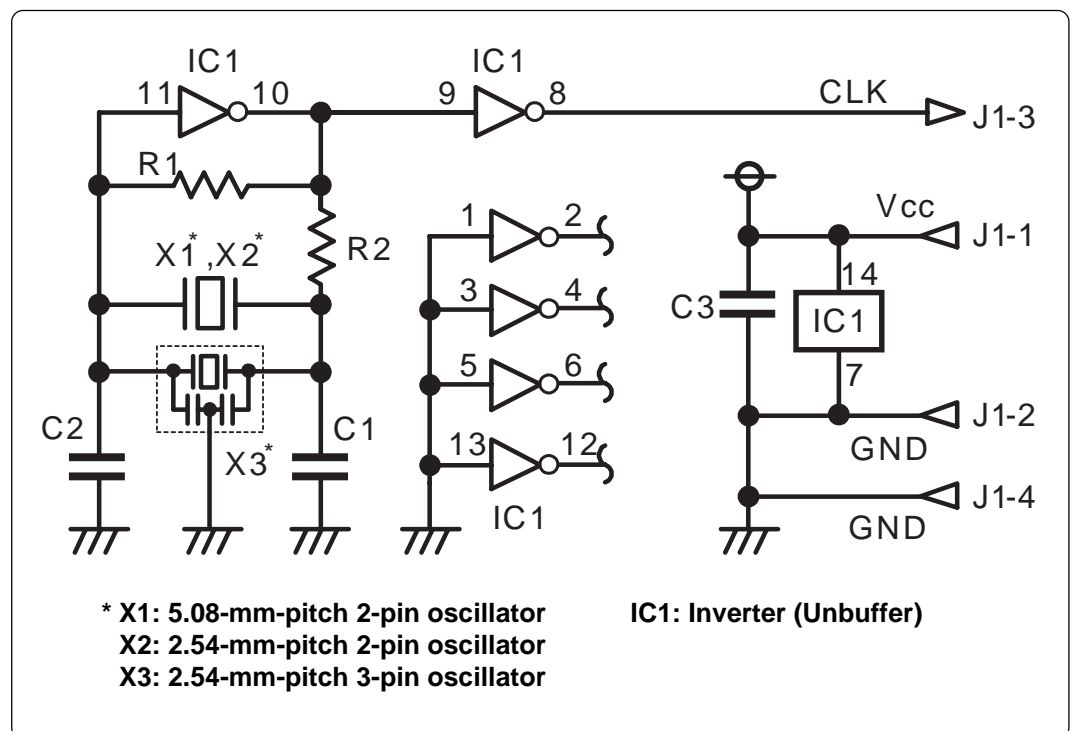 IC1
IC1
11 10
9 8
CLK
J1-3
R1
Vcc
1 2
R2
X1*,X2*
J1-1
14
3 4
C3
IC1
5 6
7
C2
C1
J1-2
X3*
13 12
GND
IC1
J1-4
GND
* X1: 5.08-mm-pitch 2-pin oscillator
IC1: Inverter (Unbuffer)
X2: 2.54-mm-pitch 2-pin oscillator
X3: 2.54-mm-pitch 3-pin oscillator